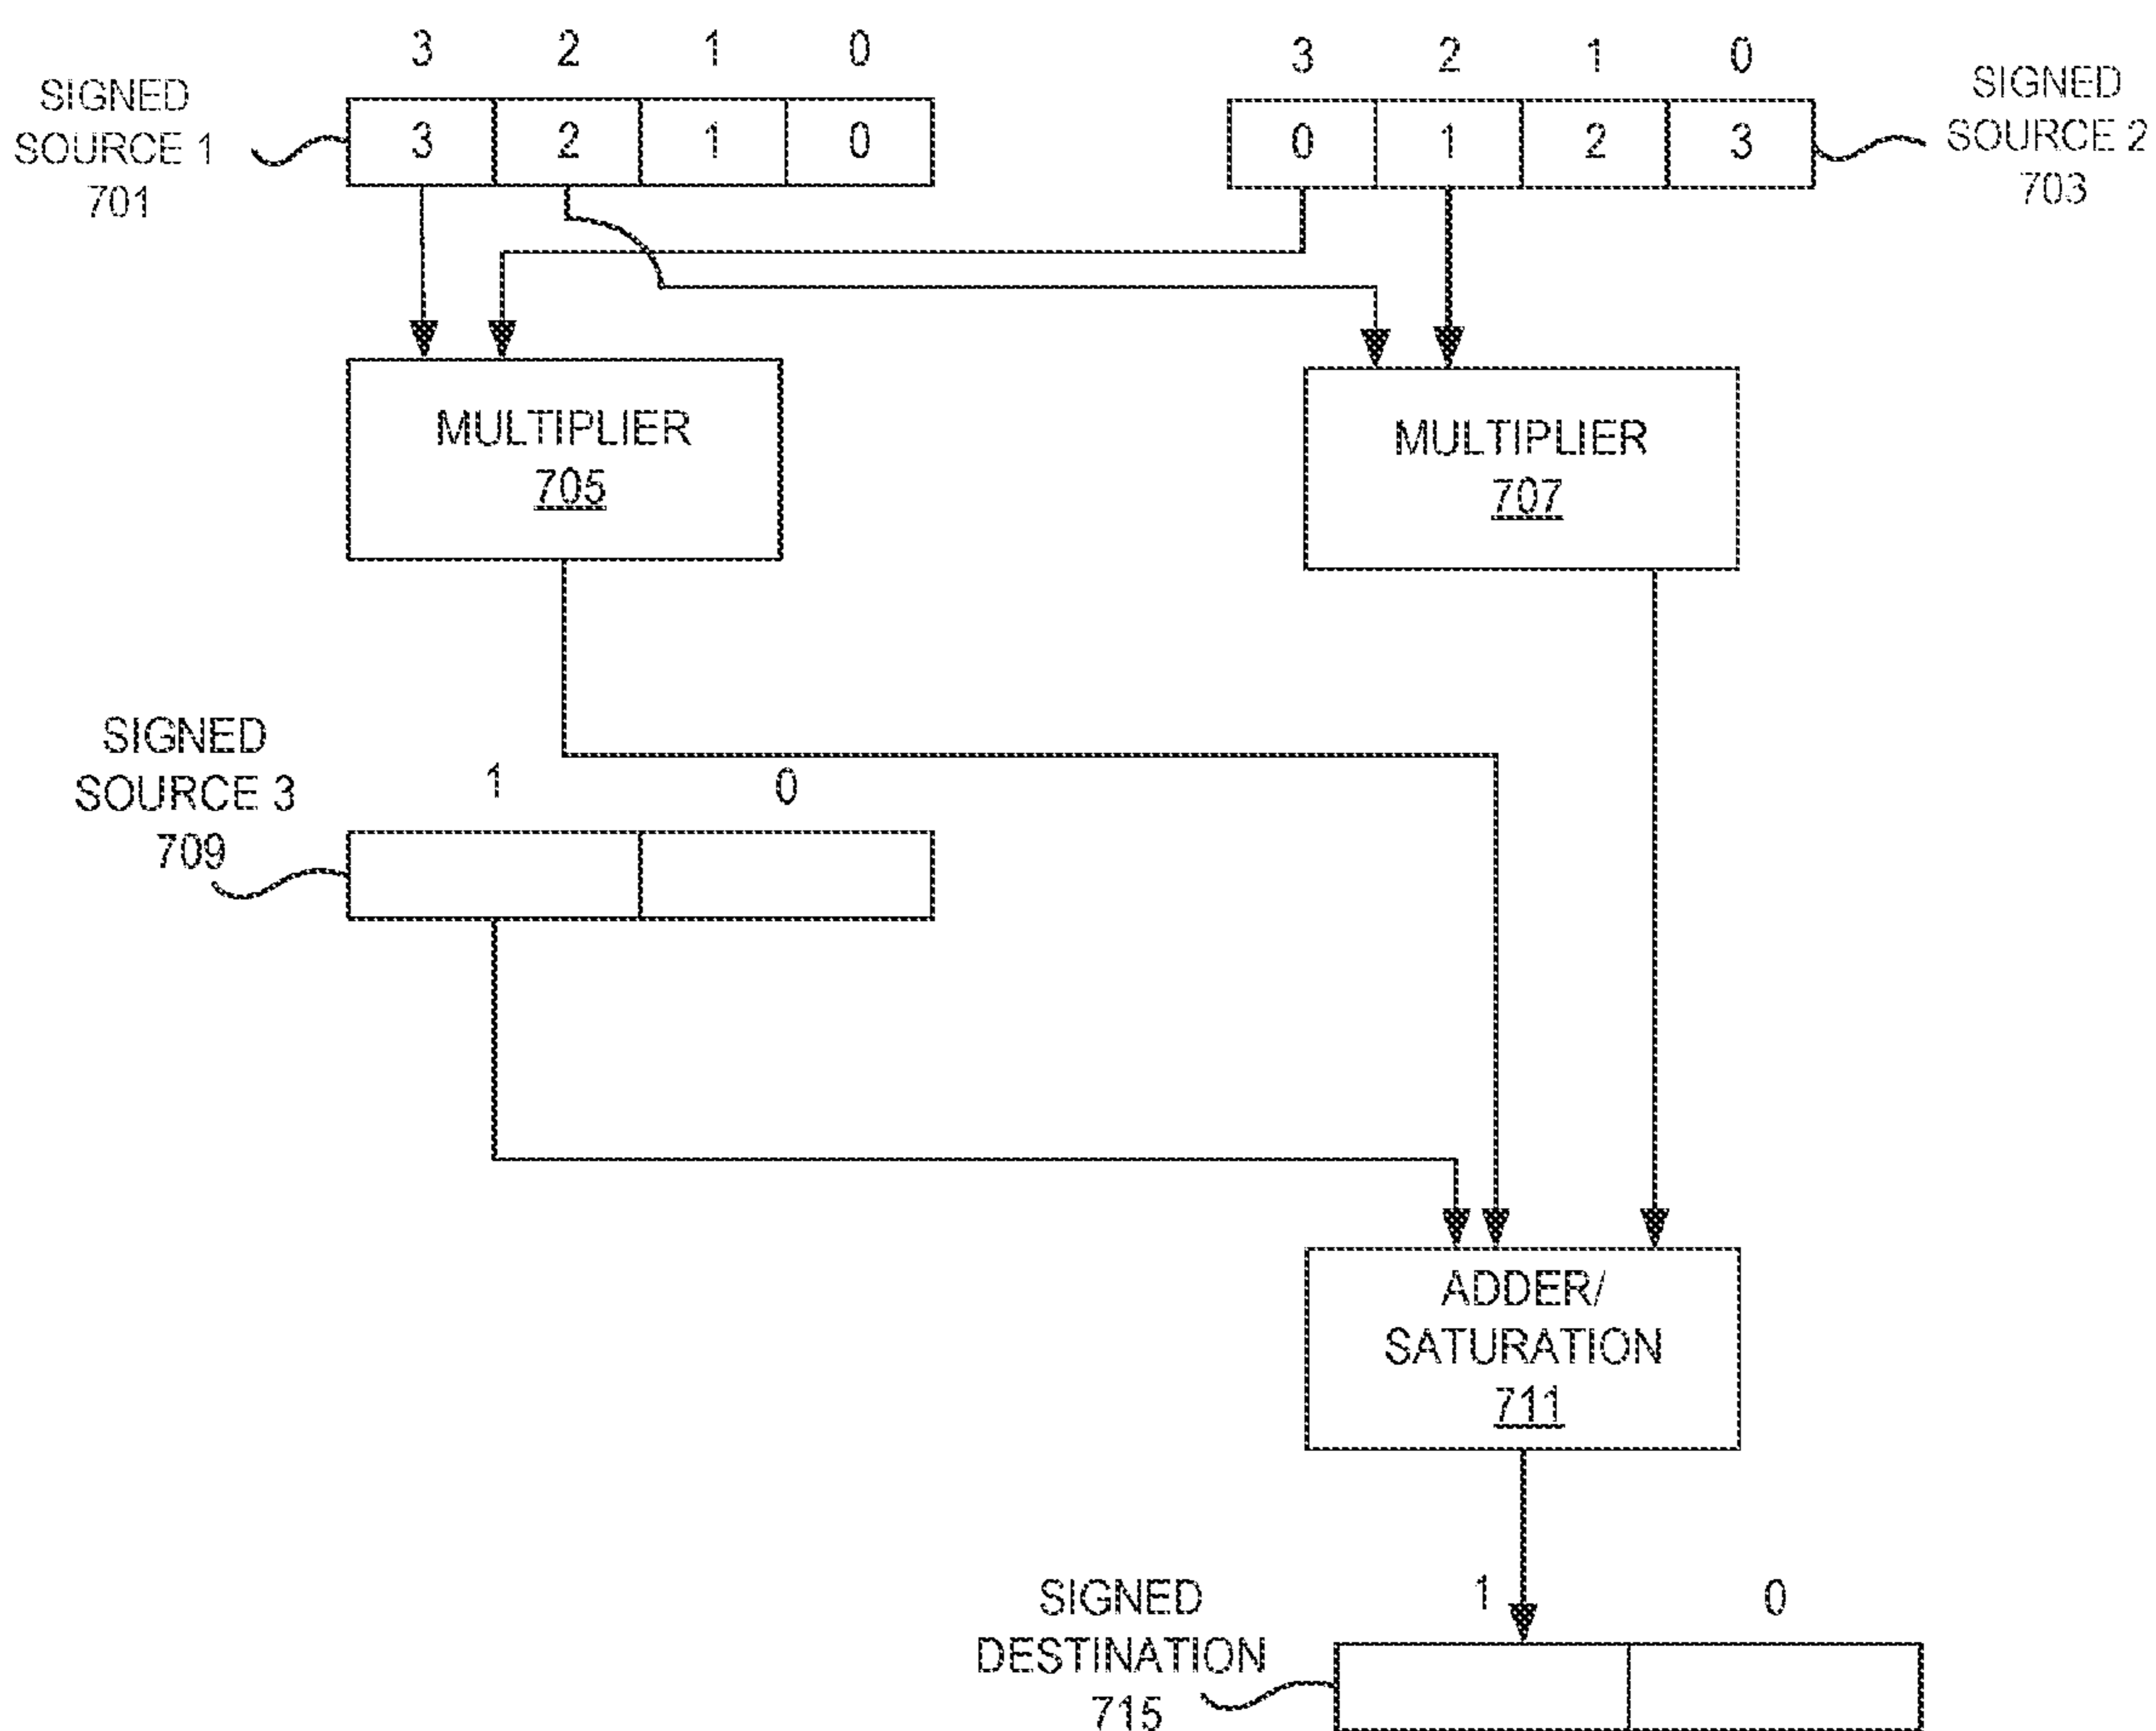 3 2 1 0
3 2 1 0
SIGNED
SOURCE 1
701
3 2 1 0
0 1 2 3
SIGNED
SOURCE 2
703
MULTIPLIER
705
MULTIPLIER
707
SIGNED
SOURCE 3
709
1 0
ADDER/
SATURATION
711
SIGNED
DESTINATION
715
1 0